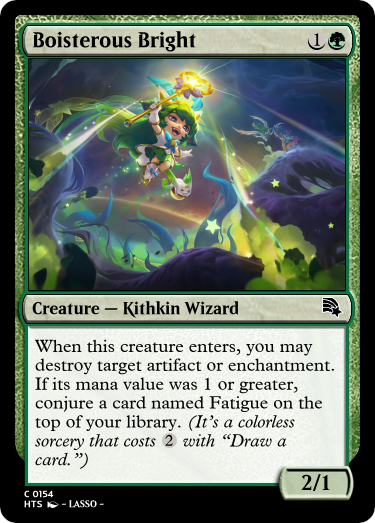 Boisterous Bright 1
Creature — Kithkin Wizard
When this creature enters, you may
destroy target artifact or enchantment.
If its mana value was 1 or greater,
conjure a card named Fatigue on the
top of your library. (It's a colorless
sorcery that costs 2 with “Draw a
card.”)
2/1
C 0154
HTS – LASSO –